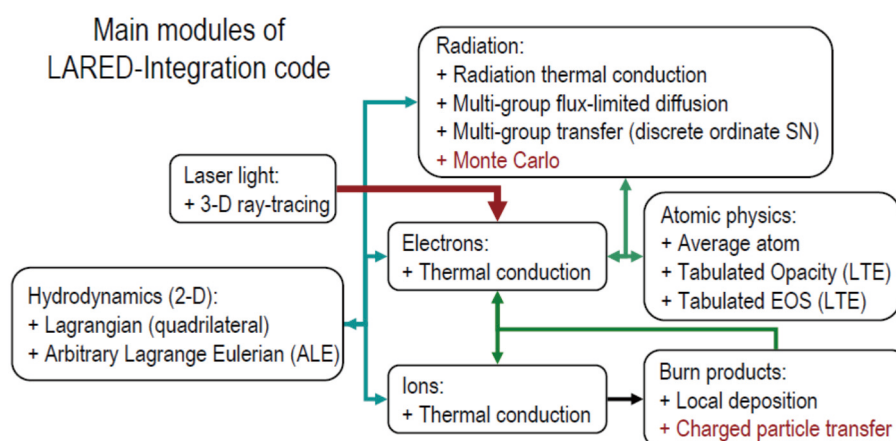 Main modules of
LARED-Integration code
Radiation:
+ Radiation thermal conduction
+ Multi-group flux-limited diffusion
+ Multi-group transfer (discrete ordinate SN)
+ Monte Carlo
Laser light:
+ 3-D ray-tracing
Electrons:
+ Thermal conduction
Atomic physics:
+ Average atom
+ Tabulated Opacity (LTE)
+ Tabulated EOS (LTE)
Hydrodynamics (2-D):
+ Lagrangian (quadrilateral)
+ Arbitrary Lagrange Eulerian (ALE)
Ions:
+ Thermal conduction
Burn products:
+ Local deposition
+ Charged particle transfer